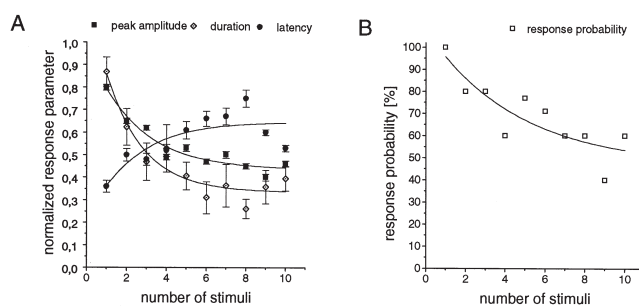 A
peak amplitude duration latency
normalized response parameter
1,0
0,9
0,8
0,7
0,6
0,5
0,4
0,3
0,2
0,1
0,0
0 2 4 6 8 10
number of stimuli
B
response probability
response probability [%]
100
90
80
70
60
50
40
30
20
10
0
0 2 4 6 8 10
number of stimuli